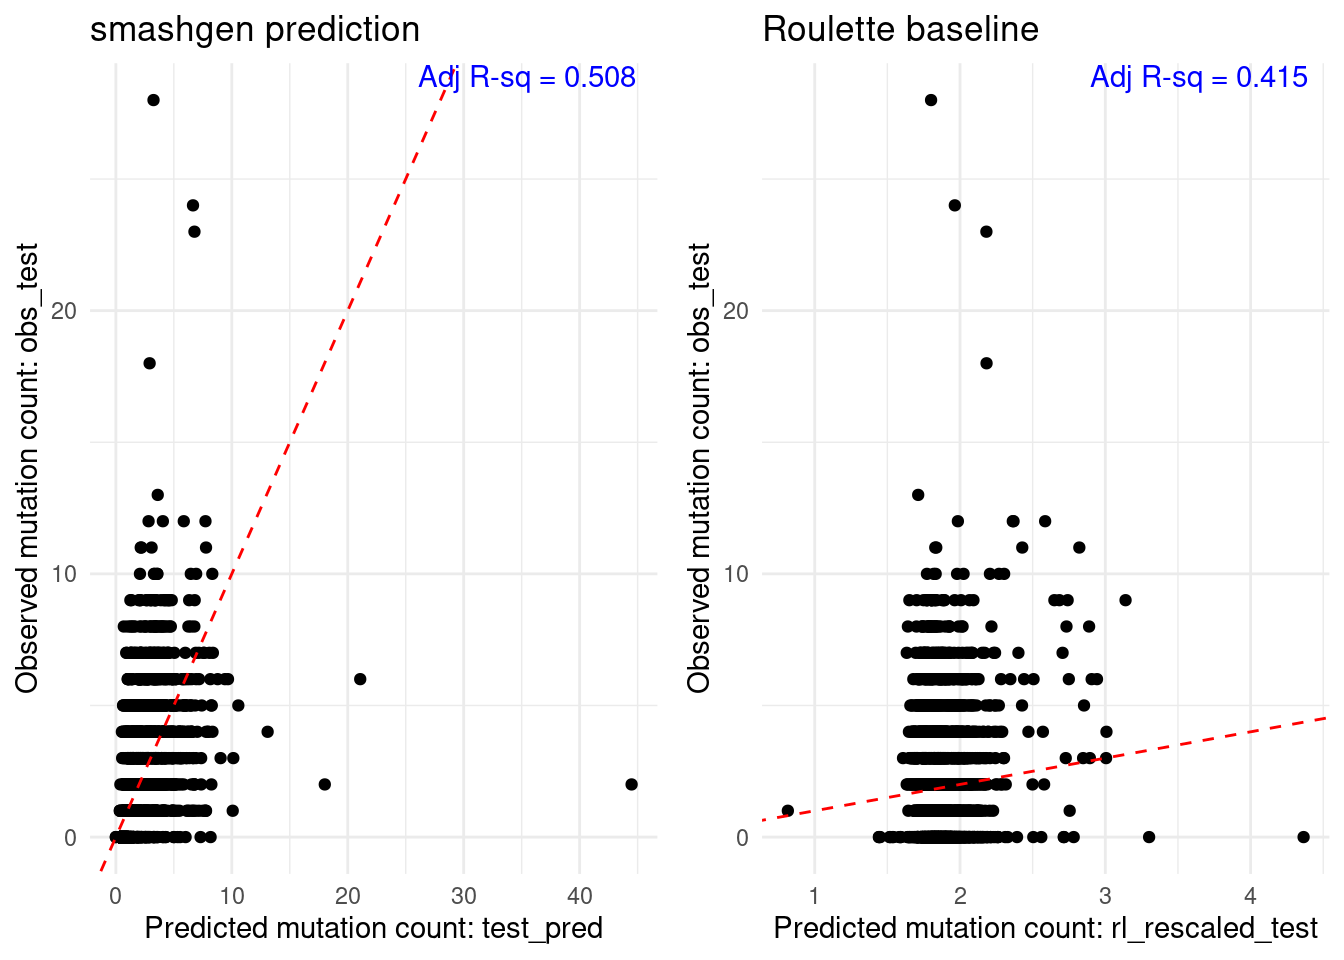 smashgen prediction
Adj R-sq = 0.508
Observed mutation count: obs_test
20
10
0
0 10 20 30 40
Predicted mutation count: test_pred
Roulette baseline
Adj R-sq = 0.415
Observed mutation count: obs_test
20
10
0
1 2 3 4
Predicted mutation count: rl_rescaled_test